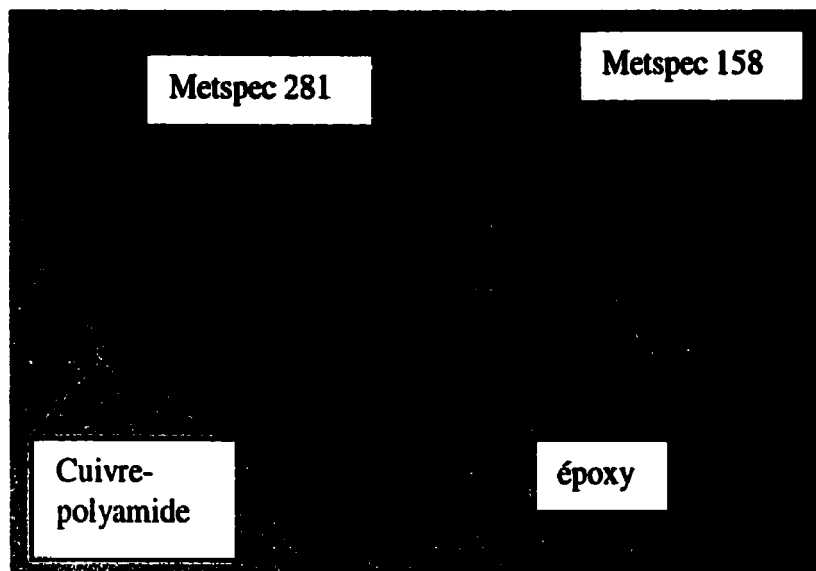 Metspec 281
Metspec 158
Cuivre-
polyamide
époxy